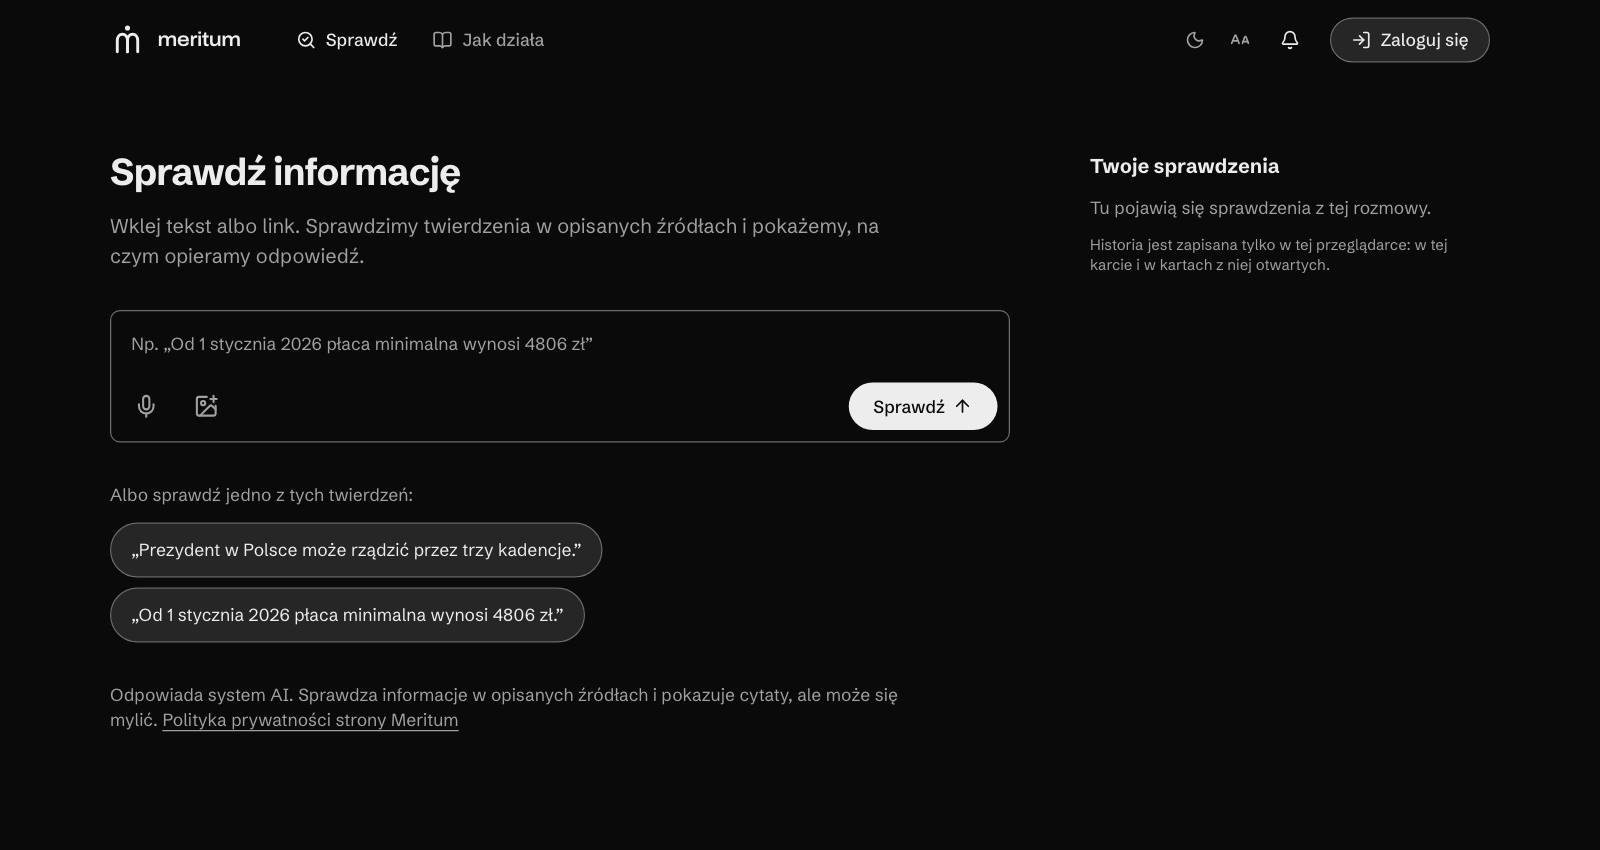 meritum
Sprawdź
Jak działa
AA
Zaloguj się
Sprawdź informację
Wklej tekst albo link. Sprawdzimy twierdzenia w opisanych źródłach i pokażemy, na
czym opieramy odpowiedź.
Np. „Od 1 stycznia 2026 płaca minimalna wynosi 4806 zł”
Sprawdź
Albo sprawdź jedno z tych twierdzeń:
„Prezydent w Polsce może rządzić przez trzy kadencje.”
„Od 1 stycznia 2026 płaca minimalna wynosi 4806 zł.”
Odpowiada system AI. Sprawdza informacje w opisanych źródłach i pokazuje cytaty, ale może się
mylić. Polityka prywatności strony Meritum
Twoje sprawdzenia
Tu pojawią się sprawdzenia z tej rozmowy.
Historia jest zapisana tylko w tej przeglądarce: w tej
karcie i w kartach z niej otwartych.